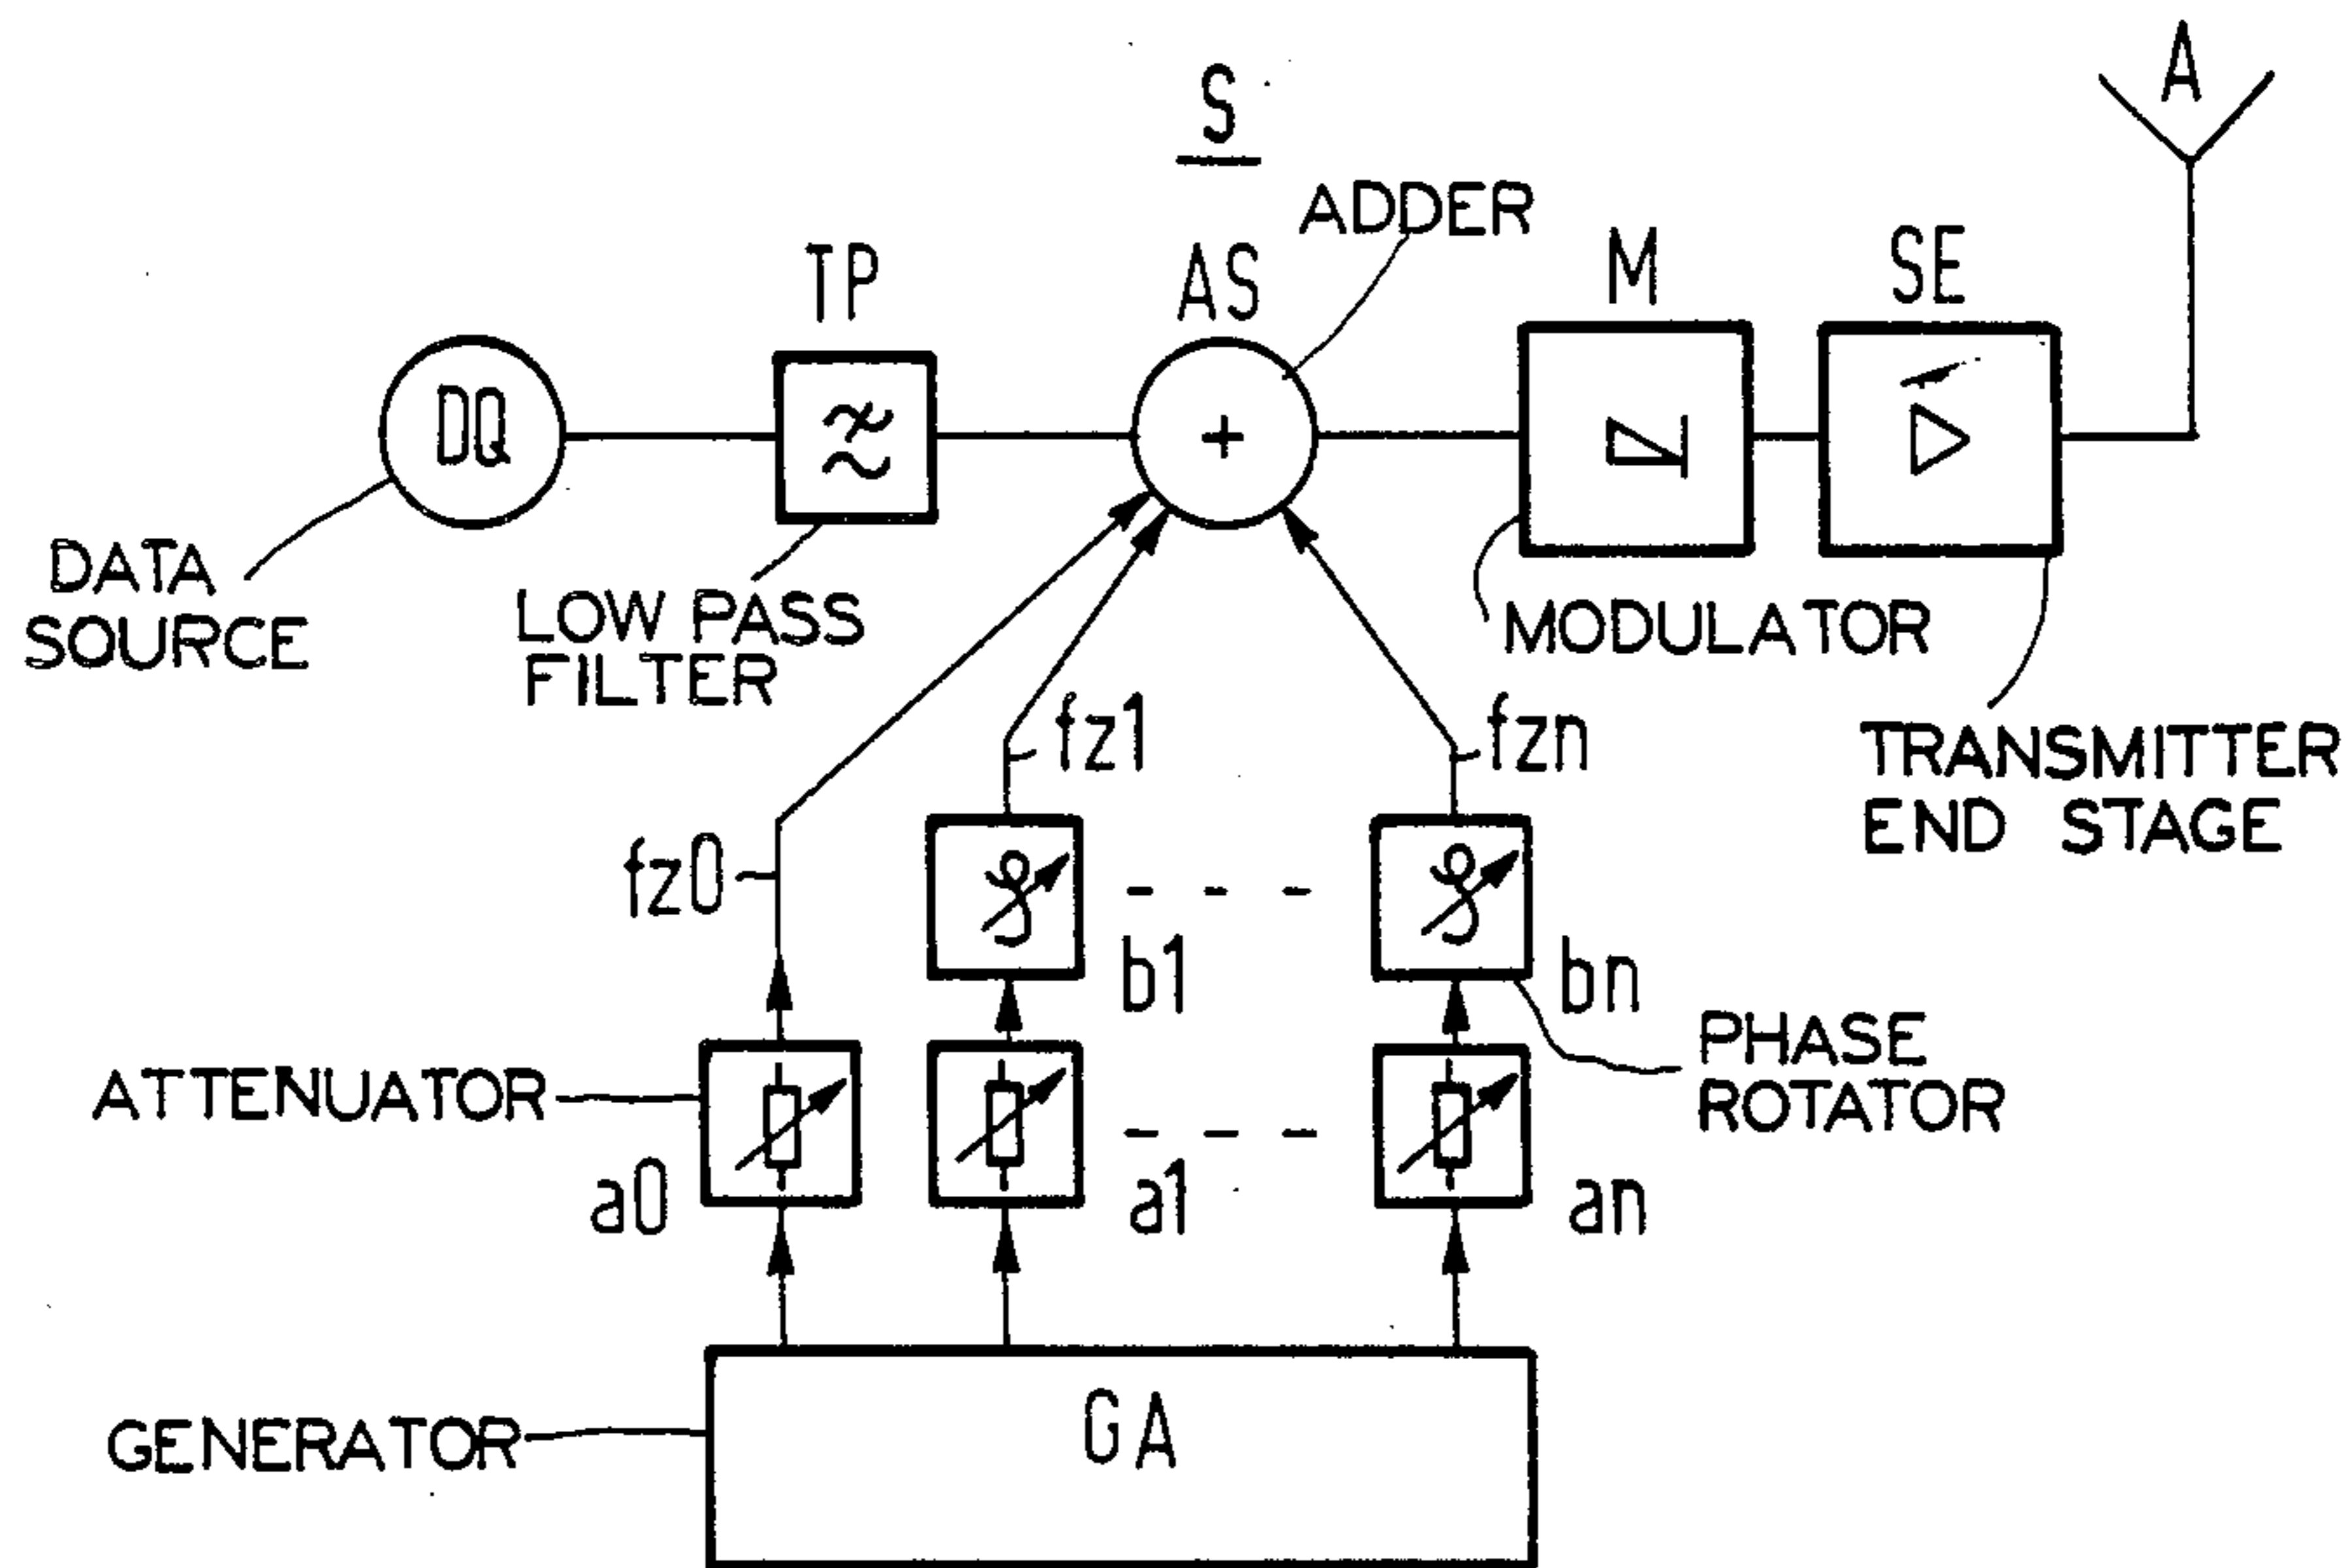 S
A
ADDER
TP
AS
M
SE
DQ
+
DATA
SOURCE
LOW PASS
FILTER
MODULATOR
TRANSMITTER
END STAGE
fz0
fz1
fzn
b1
bn
PHASE
ROTATOR
ATTENUATOR
a0
a1
an
GENERATOR
GA